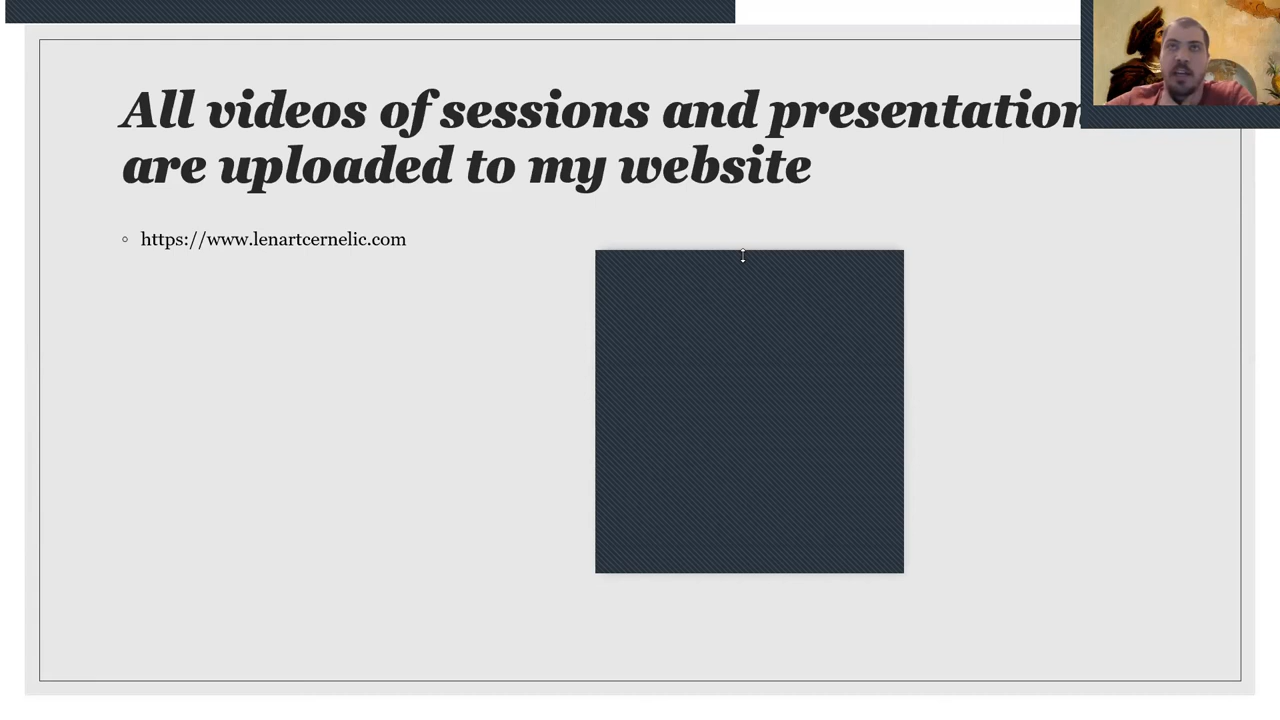 All videos of sessions and presentation
are uploaded to my website
https://www.lenartcernelic.com